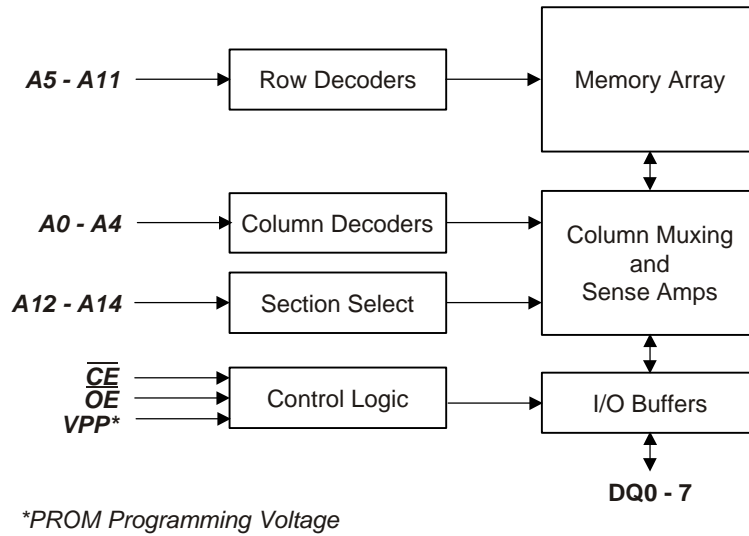 A5 - A11
Row Decoders
Memory Array
A0 - A4
Column Decoders
Column Muxing
and
Sense Amps
A12 - A14
Section Select
CE
OE
VPP*
Control Logic
I/O Buffers
DQ0 - 7
*PROM Programming Voltage